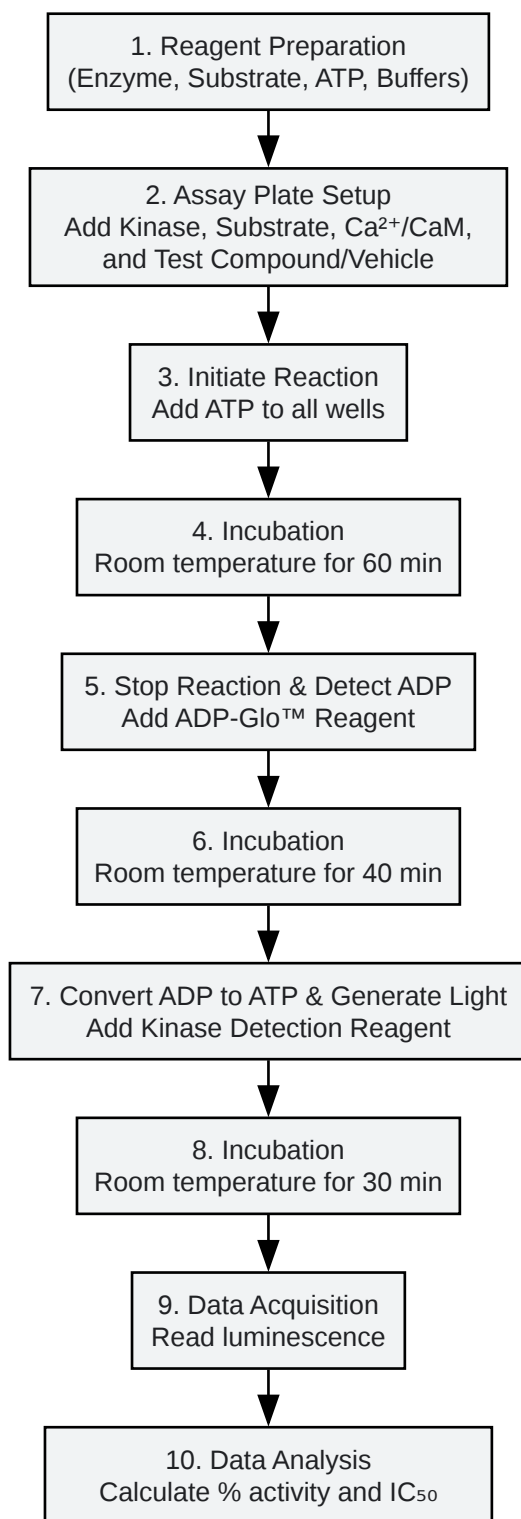 1. Reagent Preparation
(Enzyme, Substrate, ATP, Buffers)
2. Assay Plate Setup
Add Kinase, Substrate, Ca²⁺/CaM,
and Test Compound/Vehicle
3. Initiate Reaction
Add ATP to all wells
4. Incubation
Room temperature for 60 min
5. Stop Reaction & Detect ADP
Add ADP-Glo™ Reagent
6. Incubation
Room temperature for 40 min
7. Convert ADP to ATP & Generate Light
Add Kinase Detection Reagent
8. Incubation
Room temperature for 30 min
9. Data Acquisition
Read luminescence
10. Data Analysis
Calculate % activity and IC₅₀